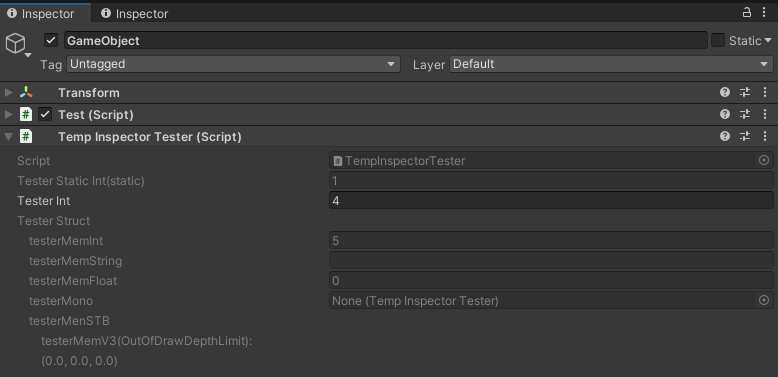 Inspector Inspector
GameObject Static
Tag Untagged Layer Default
Transform
# Test (Script)
# Temp Inspector Tester (Script)
Script # TempInspectorTester
Tester Static Int(static) 1
Tester Int 4
Tester Struct
testerMemInt 5
testerMemString
testerMemFloat 0
testerMono None (Temp Inspector Tester)
testerMenSTB
testerMemV3(OutOfDrawDepthLimit):
(0.0, 0.0, 0.0)